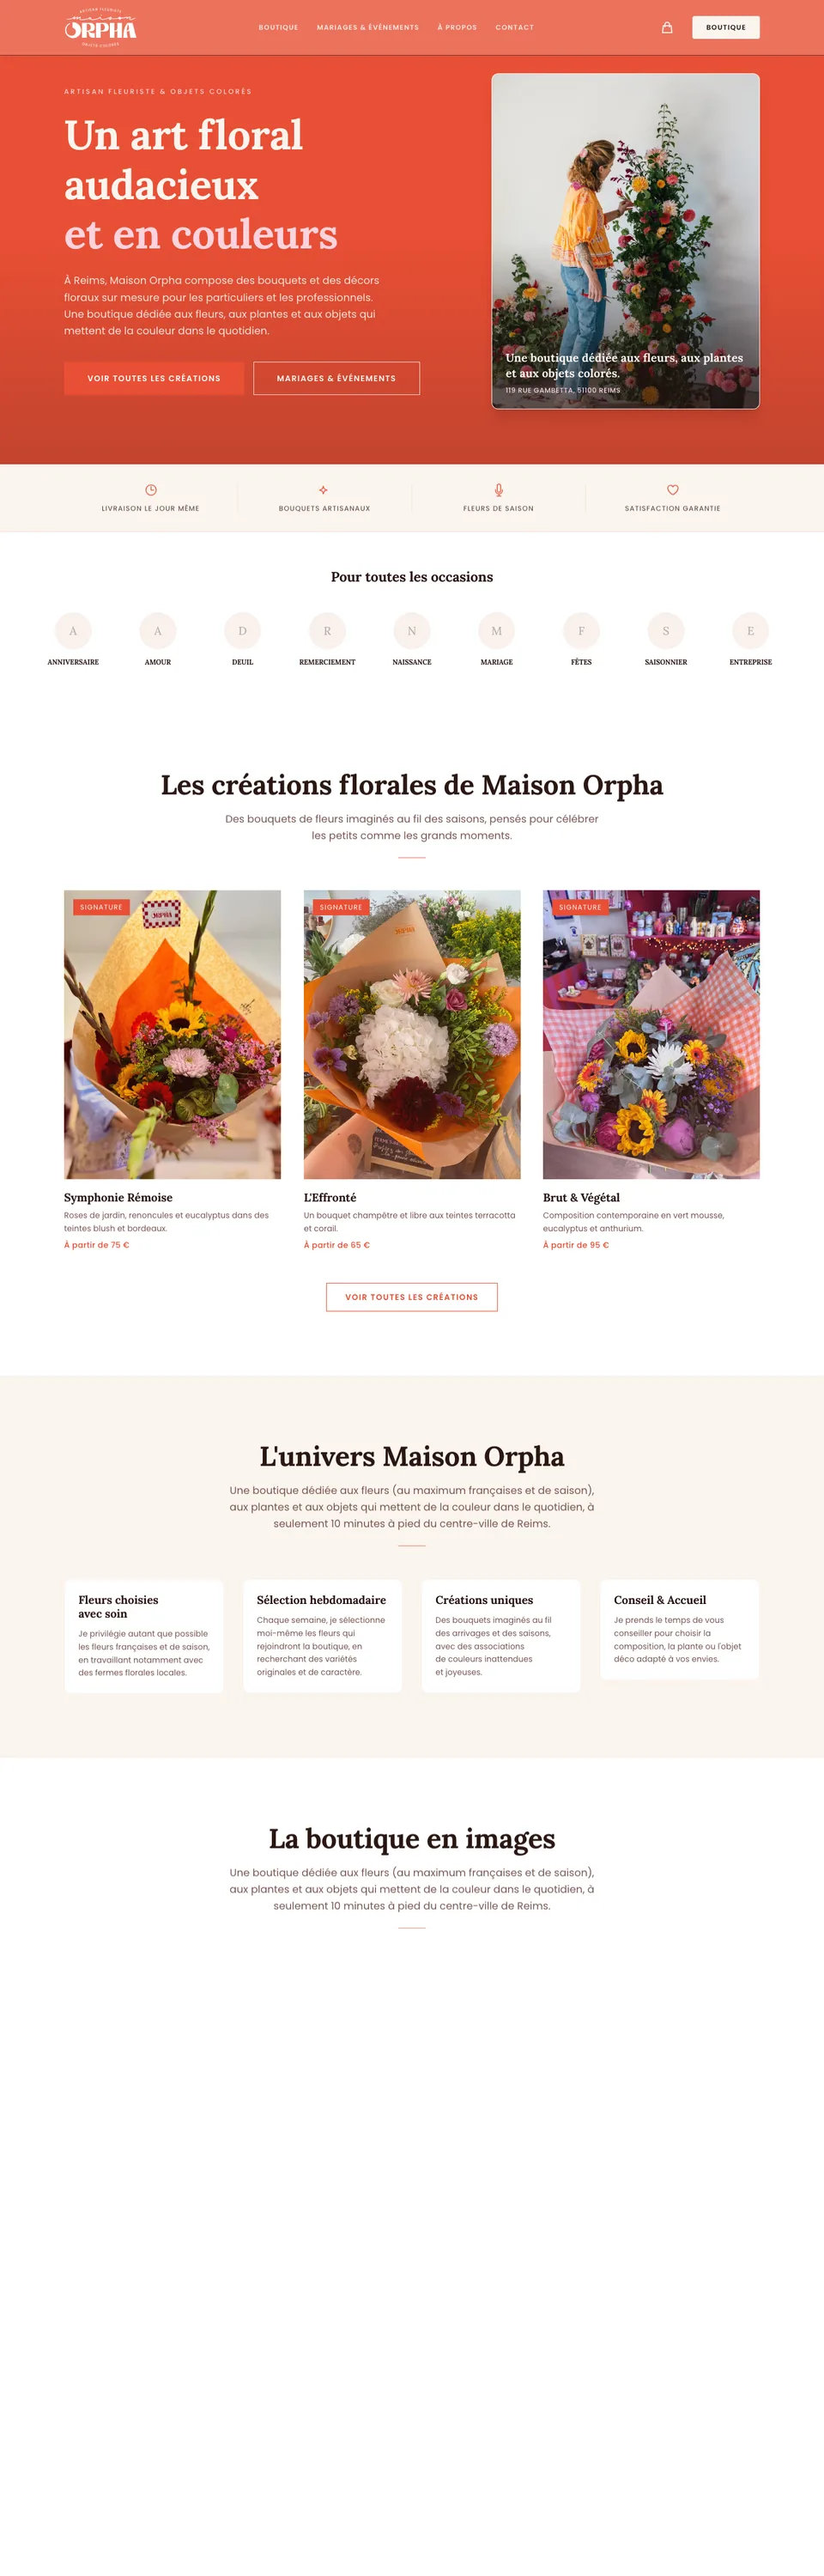 ARTISAN FLEURISTE
maison
ORPHA
OBJETS COLORÉS
BOUTIQUE
MARIAGES & ÉVÉNEMENTS
À PROPOS
CONTACT
BOUTIQUE
ARTISAN FLEURISTE & OBJETS COLORÉS
Un art floral
audacieux
et en couleurs
À Reims, Maison Orpha compose des bouquets et des décors
floraux sur mesure pour les particuliers et les professionnels.
Une boutique dédiée aux fleurs, aux plantes et aux objets qui
mettent de la couleur dans le quotidien.
VOIR TOUTES LES CRÉATIONS
MARIAGES & ÉVÉNEMENTS
Une boutique dédiée aux fleurs, aux plantes
et aux objets colorés.
119 RUE GAMBETTA, 51100 REIMS
LIVRAISON LE JOUR MÊME
BOUQUETS ARTISANAUX
FLEURS DE SAISON
SATISFACTION GARANTIE
Pour toutes les occasions
A
A
D
R
N
M
F
S
E
ANNIVERSAIRE
AMOUR
DEUIL
REMERCIEMENT
NAISSANCE
MARIAGE
FÊTES
SAISONNIER
ENTREPRISE
Les créations florales de Maison Orpha
Des bouquets de fleurs imaginés au fil des saisons, pensés pour célébrer
les petits comme les grands moments.
SIGNATURE
SIGNATURE
SIGNATURE
Symphonie Rémoise
Roses de jardin, renoncules et eucalyptus dans des
teintes blush et bordeaux.
À partir de 75 €
L'Effronté
Un bouquet champêtre et libre aux teintes terracotta
et corail.
À partir de 65 €
Brut & Végétal
Composition contemporaine en vert mousse,
eucalyptus et anthurium.
À partir de 95 €
VOIR TOUTES LES CRÉATIONS
L'univers Maison Orpha
Une boutique dédiée aux fleurs (au maximum françaises et de saison),
aux plantes et aux objets qui mettent de la couleur dans le quotidien, à
seulement 10 minutes à pied du centre-ville de Reims.
Fleurs choisies
avec soin
Je privilégie autant que possible
les fleurs françaises et de saison,
en travaillant notamment avec
des fermes florales locales.
Sélection hebdomadaire
Chaque semaine, je sélectionne
moi-même les fleurs qui
rejoindront la boutique, en
recherchant des variétés
originales et de caractère.
Créations uniques
Des bouquets imaginés au fil
des arrivages et des saisons,
avec des associations
de couleurs inattendues
et joyeuses.
Conseil & Accueil
Je prends le temps de vous
conseiller pour choisir la
composition, la plante ou l'objet
déco adapté à vos envies.
La boutique en images
Une boutique dédiée aux fleurs (au maximum françaises et de saison),
aux plantes et aux objets qui mettent de la couleur dans le quotidien, à
seulement 10 minutes à pied du centre-ville de Reims.